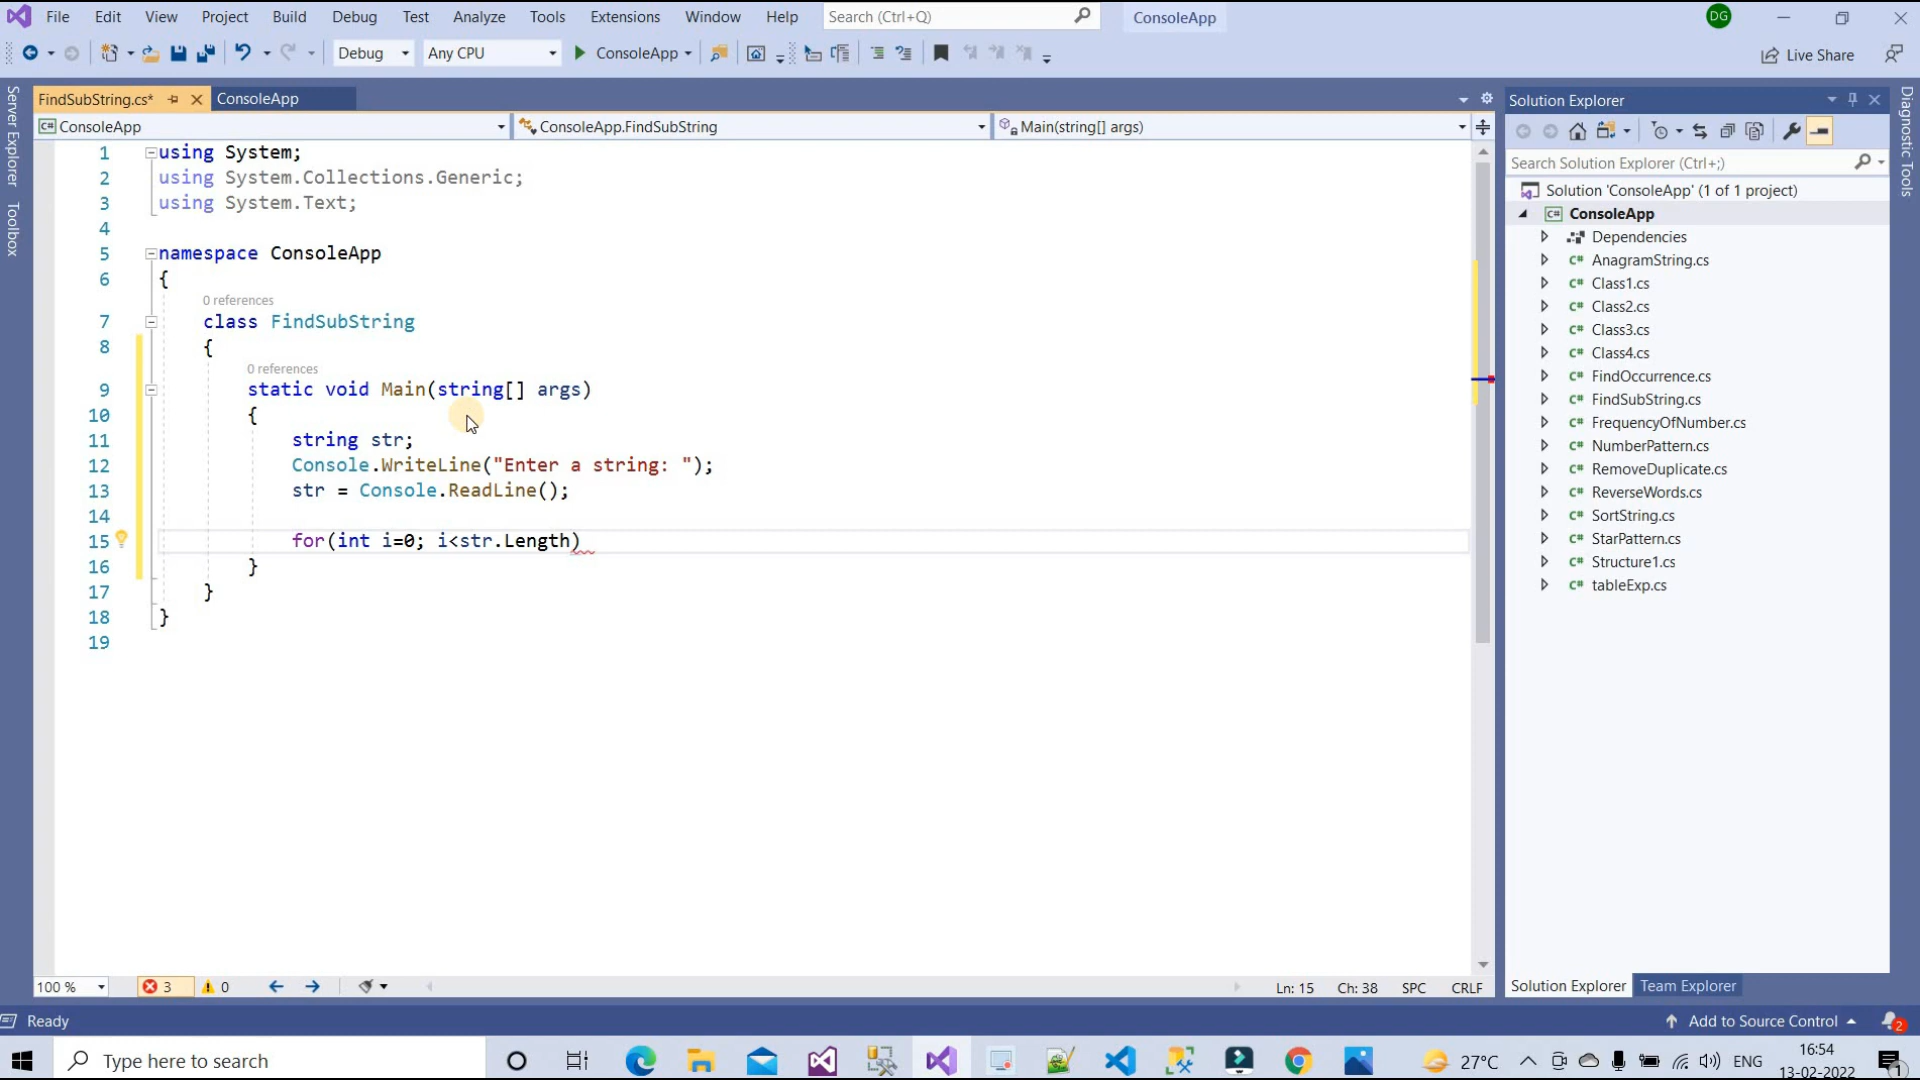 File Edit View Project Build Debug Test Analyze Tools Extensions Window Help Search (Ctrl+Q) ConsoleApp DG
Debug Any CPU ConsoleApp Live Share
Server Explorer
Toolbox
FindSubString.cs* ConsoleApp
ConsoleApp ConsoleApp.FindSubString Main(string[] args)
1 using System;
2 using System.Collections.Generic;
3 using System.Text;
4
5 namespace ConsoleApp
6 {
0 references
7 class FindSubString
8 {
0 references
9 static void Main(string[] args)
10 {
11 string str;
12 Console.WriteLine("Enter a string: ");
13 str = Console.ReadLine();
14
15 for(int i=0; i<str.Length)
16 }
17 }
18 }
19
100 % 3 0 Ln: 15 Ch: 38 SPC CRLF
Solution Explorer
Search Solution Explorer (Ctrl+;)
Solution 'ConsoleApp' (1 of 1 project)
C# ConsoleApp
Dependencies
C# AnagramString.cs
C# Class1.cs
C# Class2.cs
C# Class3.cs
C# Class4.cs
C# FindOccurrence.cs
C# FindSubString.cs
C# FrequencyOfNumber.cs
C# NumberPattern.cs
C# RemoveDuplicate.cs
C# ReverseWords.cs
C# SortString.cs
C# StarPattern.cs
C# Structure1.cs
C# tableExp.cs
Solution Explorer Team Explorer
Diagnostic Tools
Ready Add to Source Control 2
Type here to search 27°C ENG 16:54
13-02-2022 1